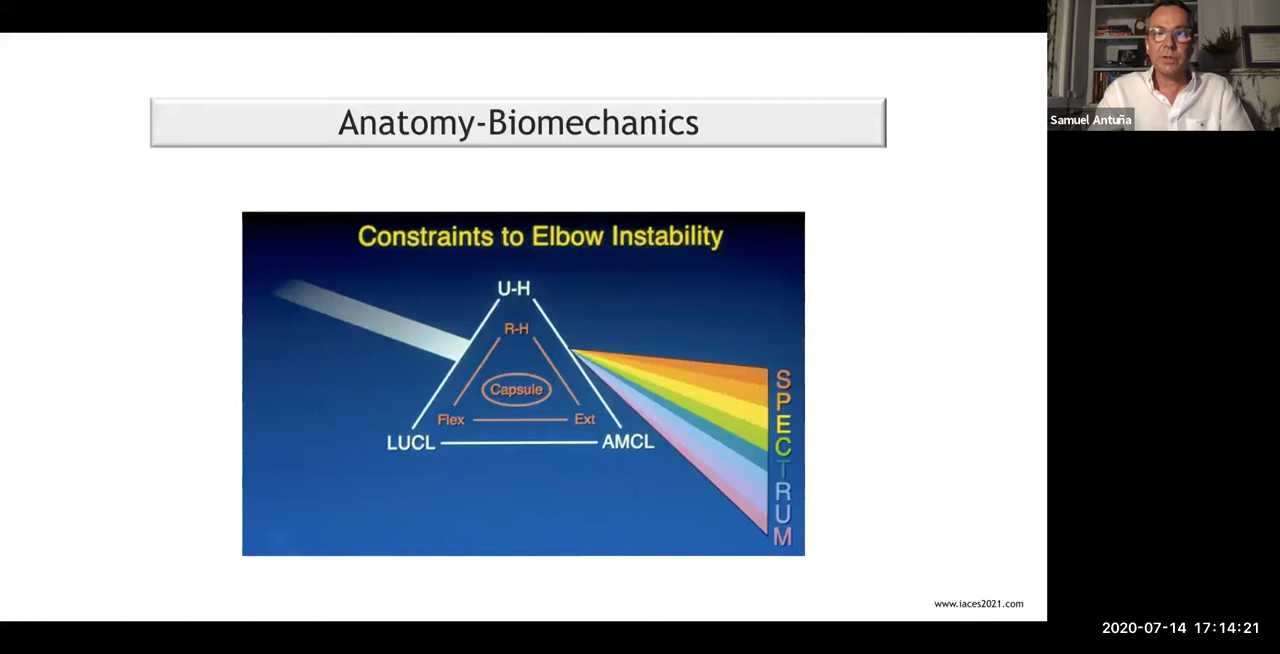 Anatomy-Biomechanics
Samuel Antuña
Constraints to Elbow Instability
U-H
R-H
Capsule
Flex
Ext
LUCL
AMCL
SPECTRUM
www.iaces2021.com
2020-07-14 17:14:21